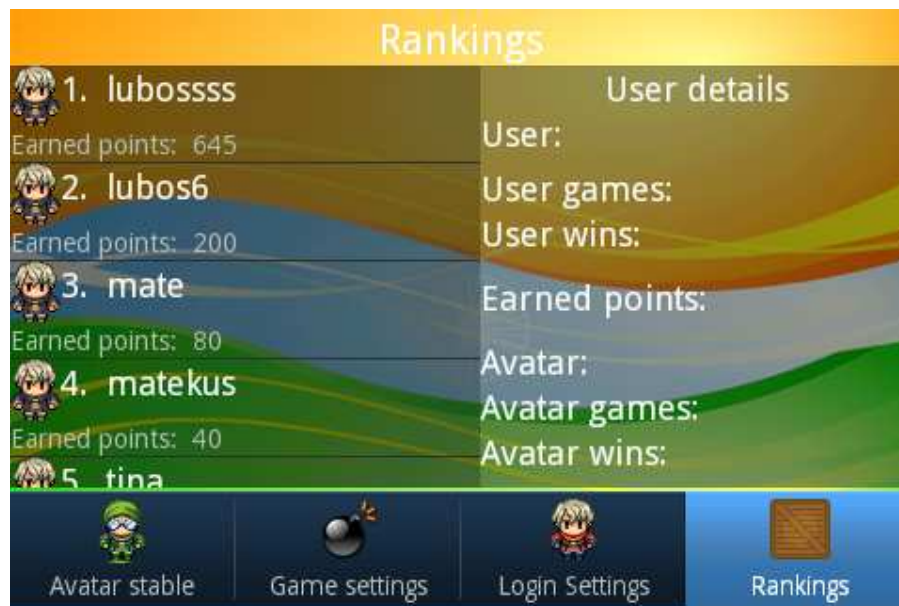 Rankings
1. lubossss
Earned points: 645
2. lubos6
Earned points: 200
3. mate
Earned points: 80
4. matekus
Earned points: 40
5. tina
User details
User:
User games:
User wins:
Earned points:
Avatar:
Avatar games:
Avatar wins:
Avatar stable
Game settings
Login Settings
Rankings